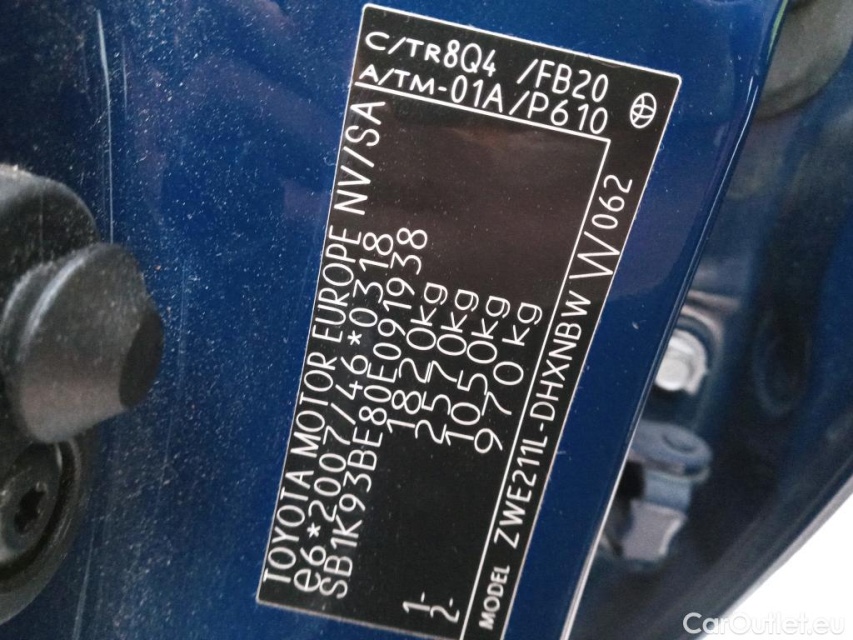 C/TR8Q4 /FB20
A/TM-01A/P610
TOYOTA MOTOR EUROPE NV/SA
e6*2007/46*0318
SB1K93BE80E091938
1820kg
2570kg
1- 1050kg
2- 970kg
MODEL ZWE211L-DHXNBW W062
CarOutlet.eu